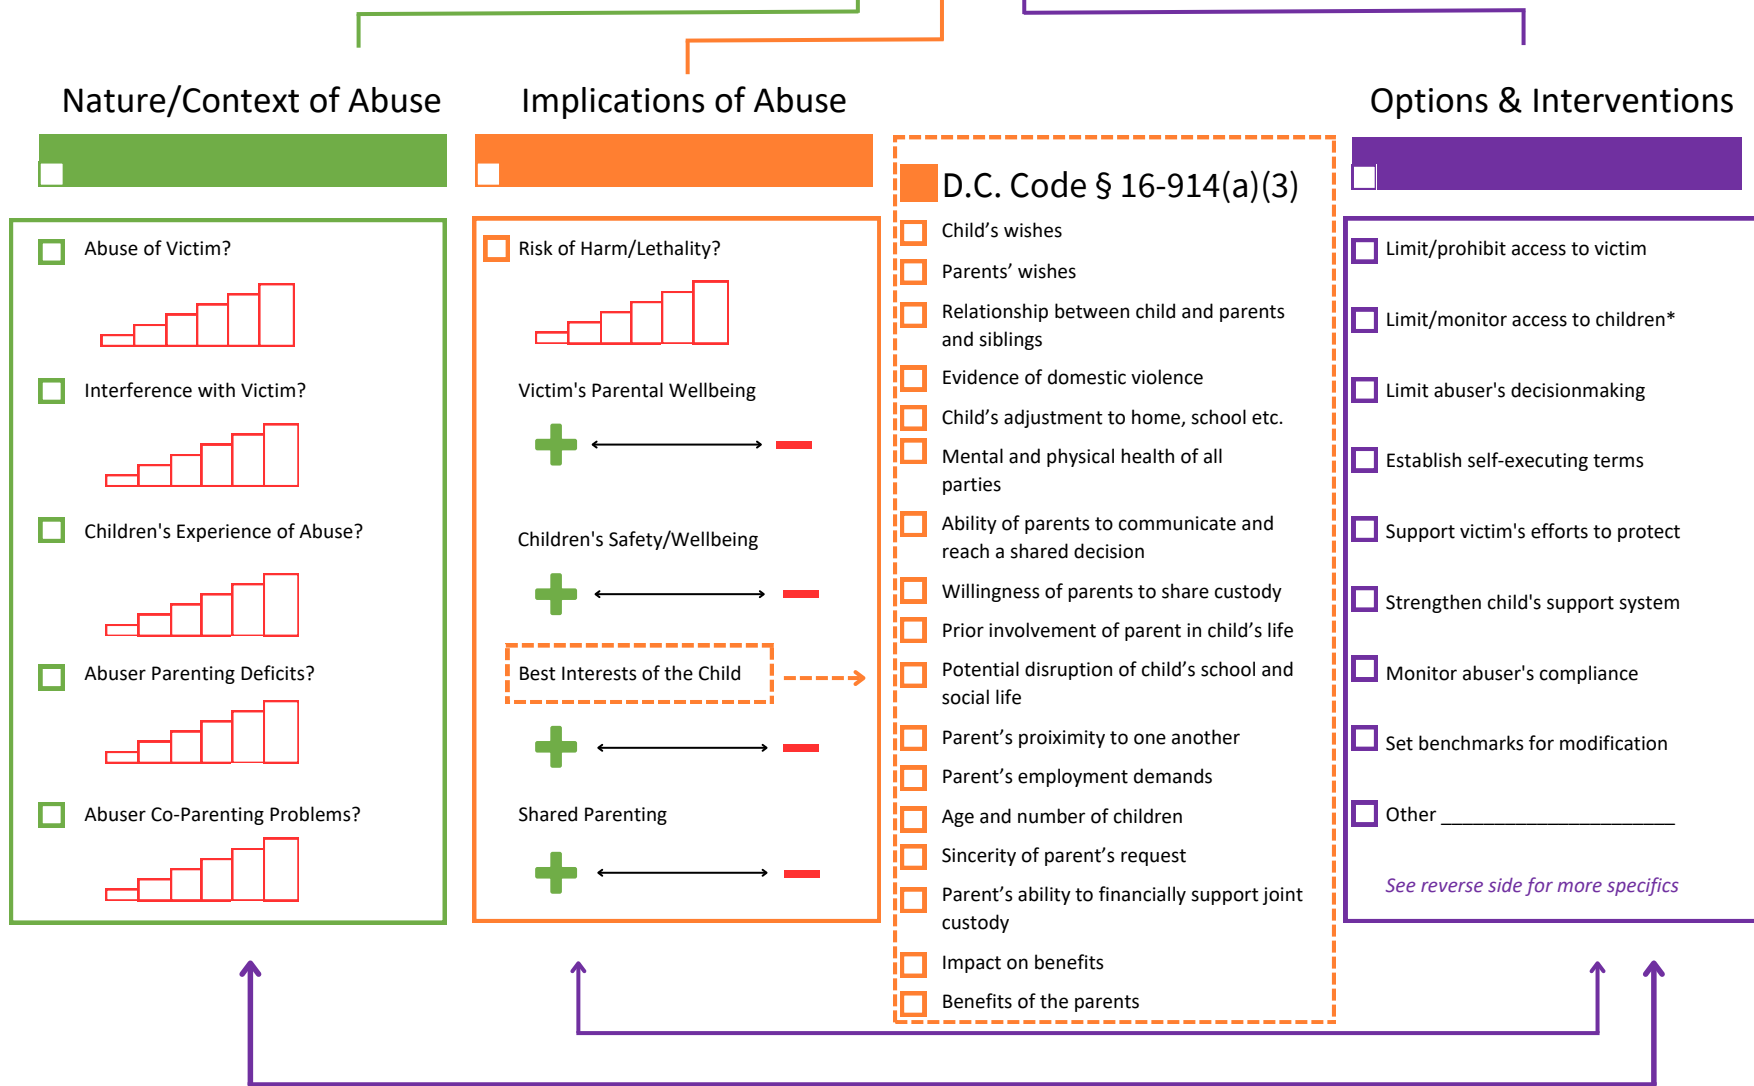 Nature/Context of Abuse
Abuse of Victim?
Interference with Victim?
Children's Experience of Abuse?
Abuser Parenting Deficits?
Abuser Co-Parenting Problems?
Implications of Abuse
Risk of Harm/Lethality?
Victim's Parental Wellbeing
Children's Safety/Wellbeing
Best Interests of the Child
Shared Parenting
D.C. Code § 16-914(a)(3)
Child’s wishes
Parents’ wishes
Relationship between child and parents
and siblings
Evidence of domestic violence
Child’s adjustment to home, school etc.
Mental and physical health of all
parties
Ability of parents to communicate and
reach a shared decision
Willingness of parents to share custody
Prior involvement of parent in child’s life
Potential disruption of child’s school and
social life
Parent’s proiximity to one another
Parent’s employment demands
Age and number of children
Sincerity of parent’s request
Parent’s ability to financially support joint
custody
Impact on benefits
Benefits of the parents
Options & Interventions
Limit/prohibit access to victim
Limit/monitor access to children*
Limit abuser's decisionmaking
Establish self-executing terms
Support victim's efforts to protect
Strengthen child's support system
Monitor abuser's compliance
Set benchmarks for modification
Other ______________________
See reverse side for more specifics